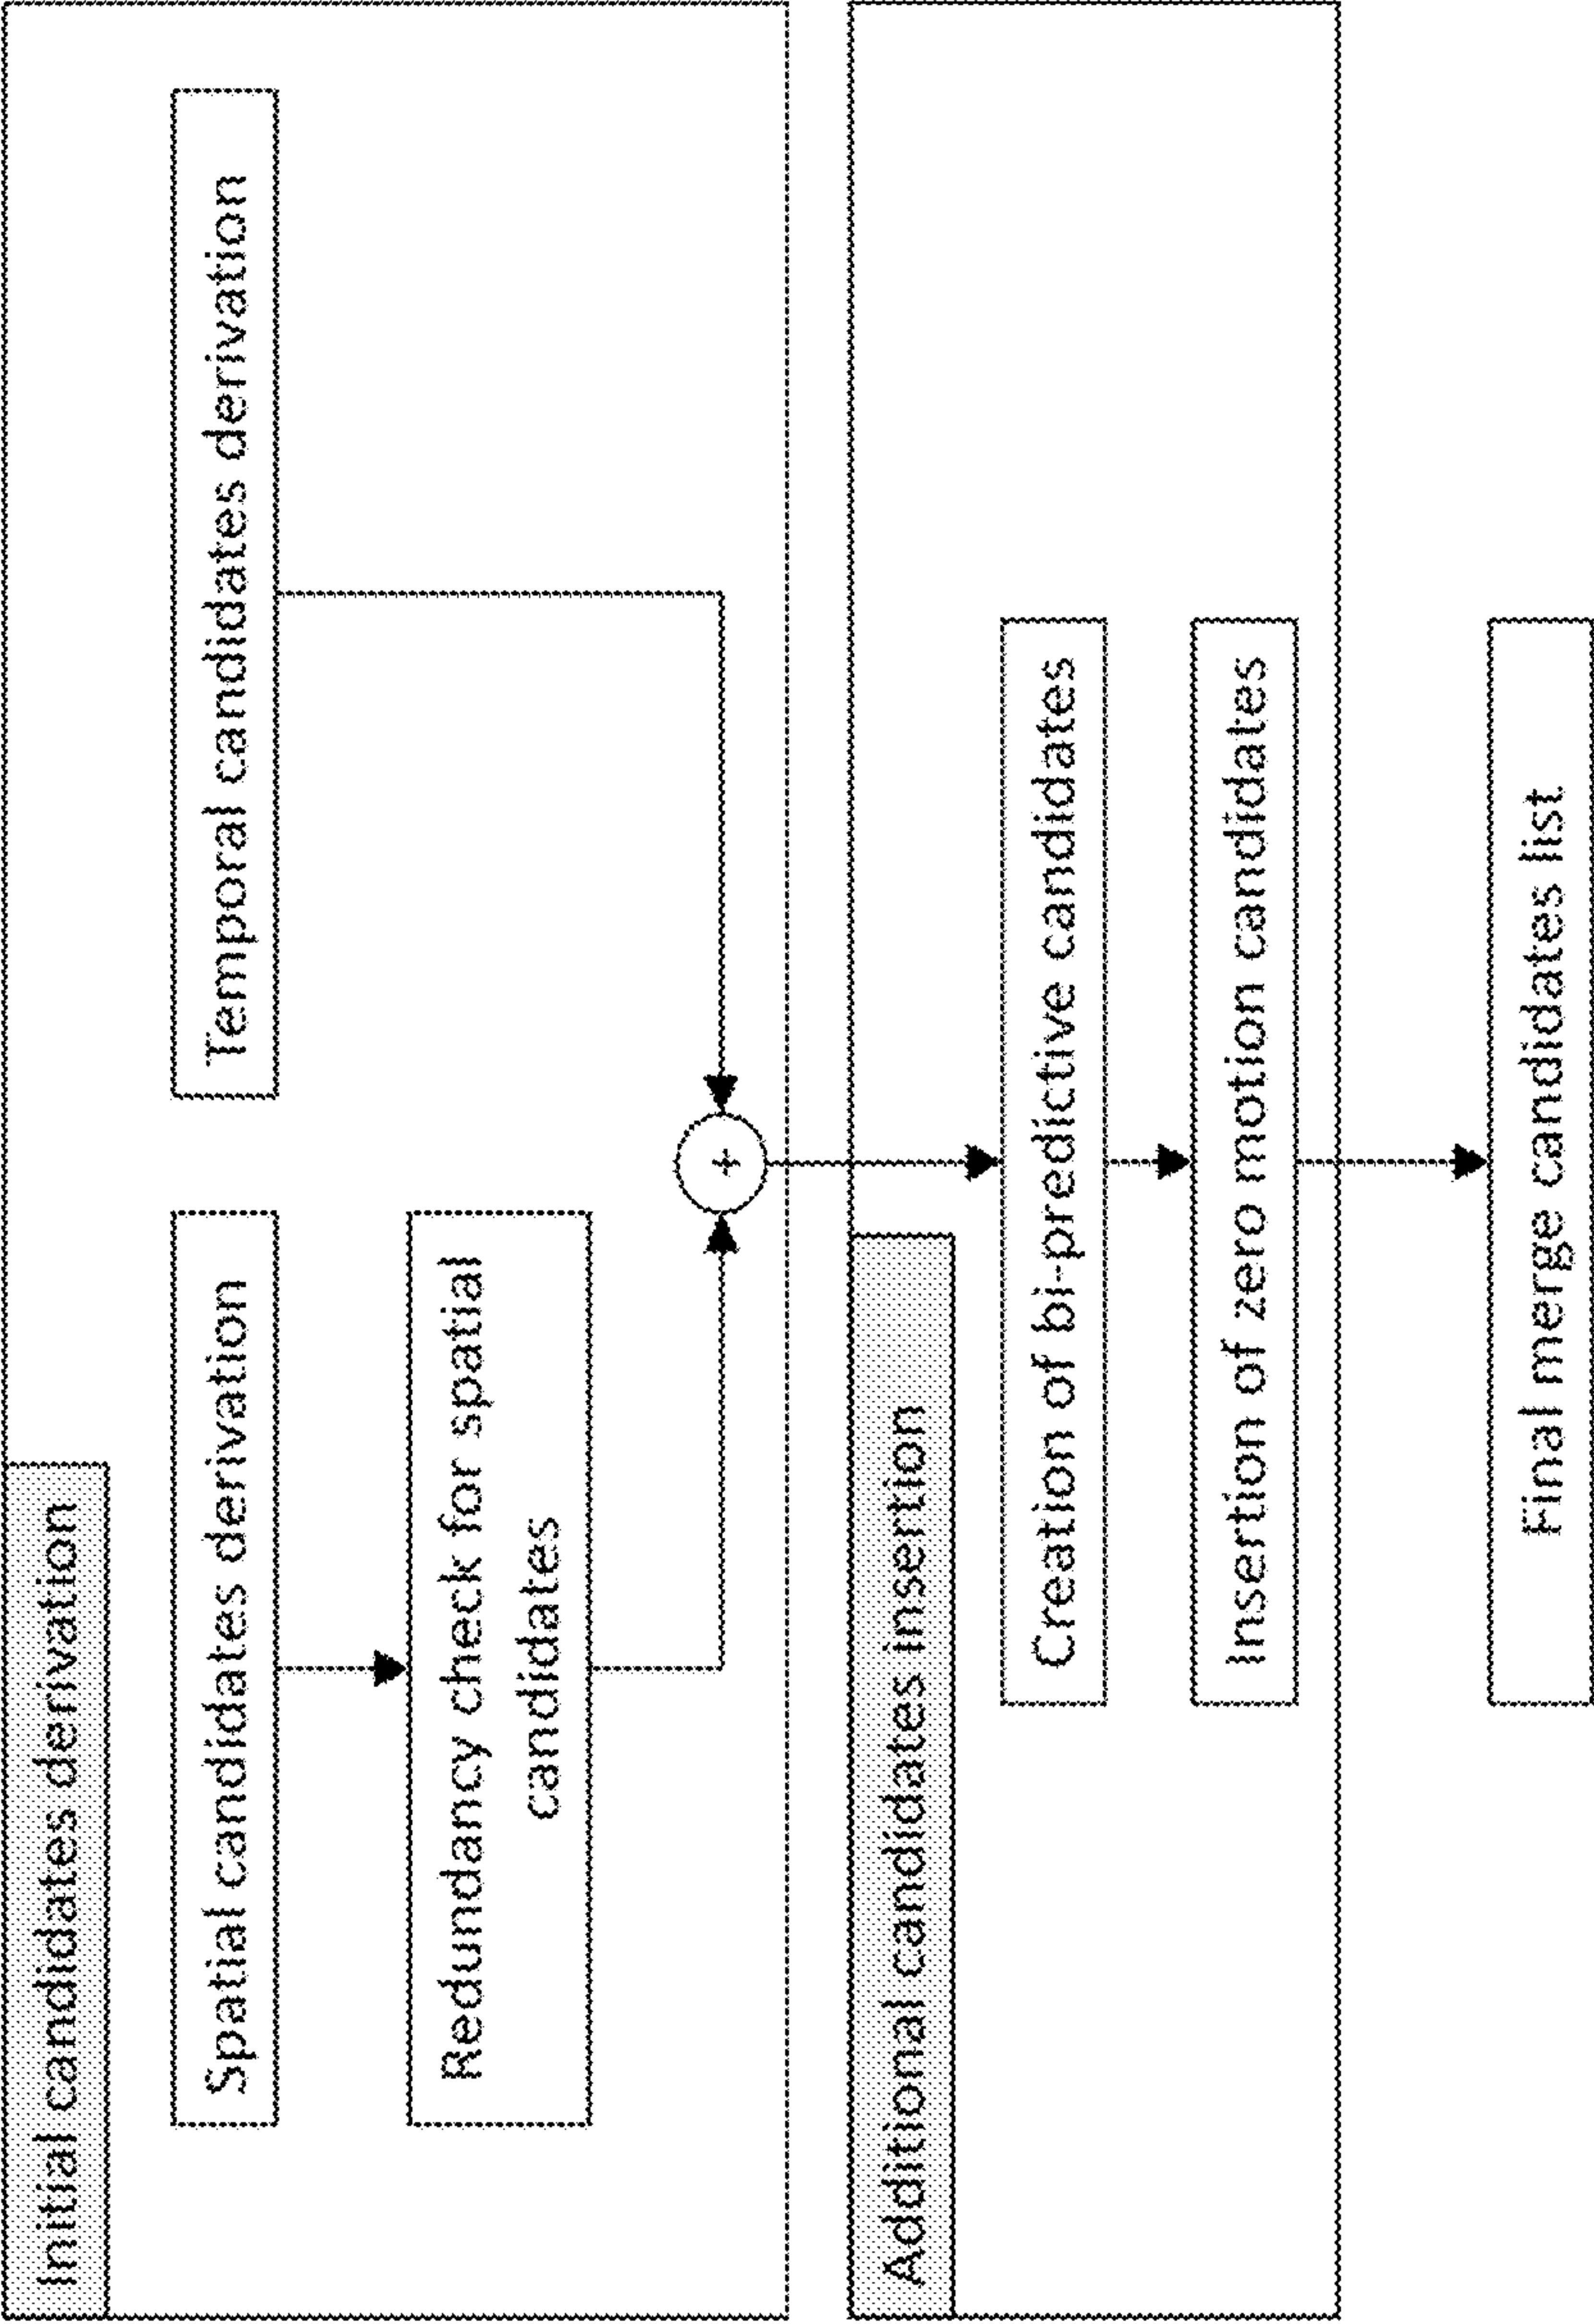 Initial candidates derivation
Spatial candidates derivation
Temporal candidates derivation
Redundancy check for spatial
candidates
+
Additional candidates insertion
Creation of bi-predictive candidates
Insertion of zero motion candidates
Final merge candidates list